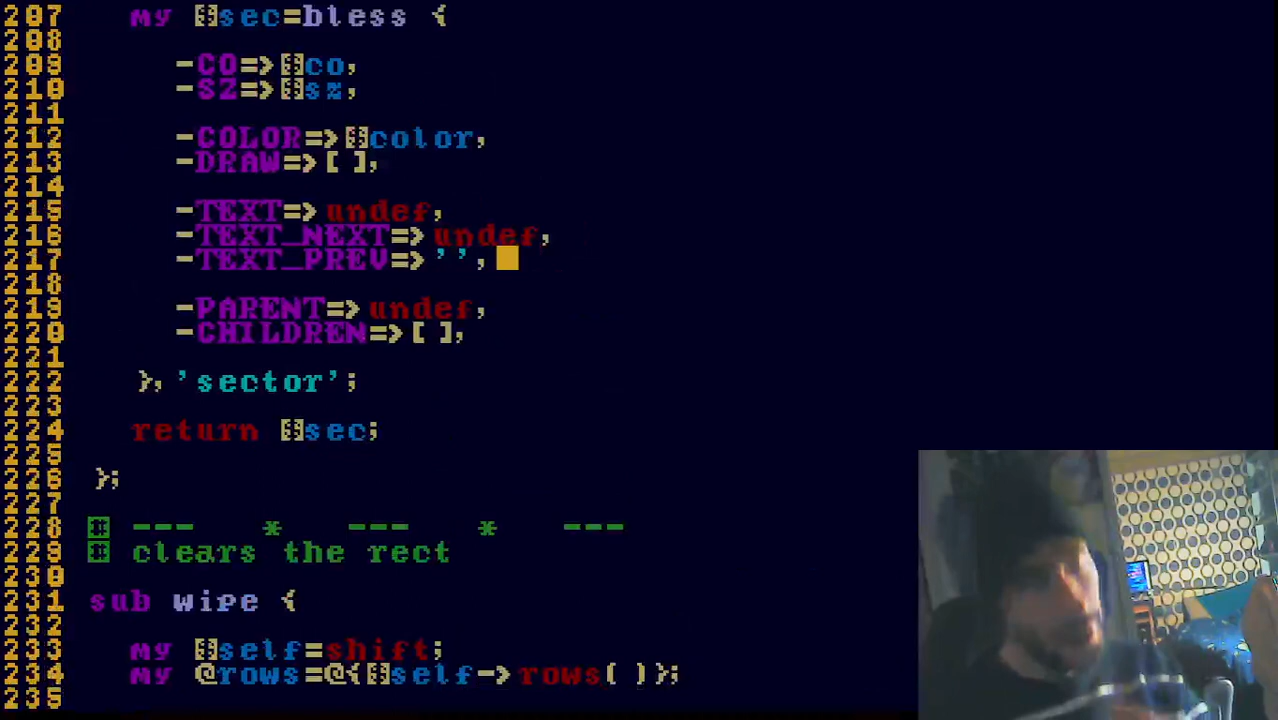 207 my $sec=bless {
208
209 -CO=>$co,
210 -SZ=>$sz,
211
212 -COLOR=>$color,
213 -DRAW=>[ ],
214
215 -TEXT=>undef,
216 -TEXT_NEXT=>undef,
217 -TEXT_PREV=>'',
218
219 -PARENT=>undef,
220 -CHILDREN=>[ ],
221
222 },'sector';
223
224 return $sec;
225
226 };
227
228 # --- * --- * ---
229 # clears the rect
230
231 sub wipe {
232
233 my $self=shift;
234 my @rows=@{$self->rows( )};
235